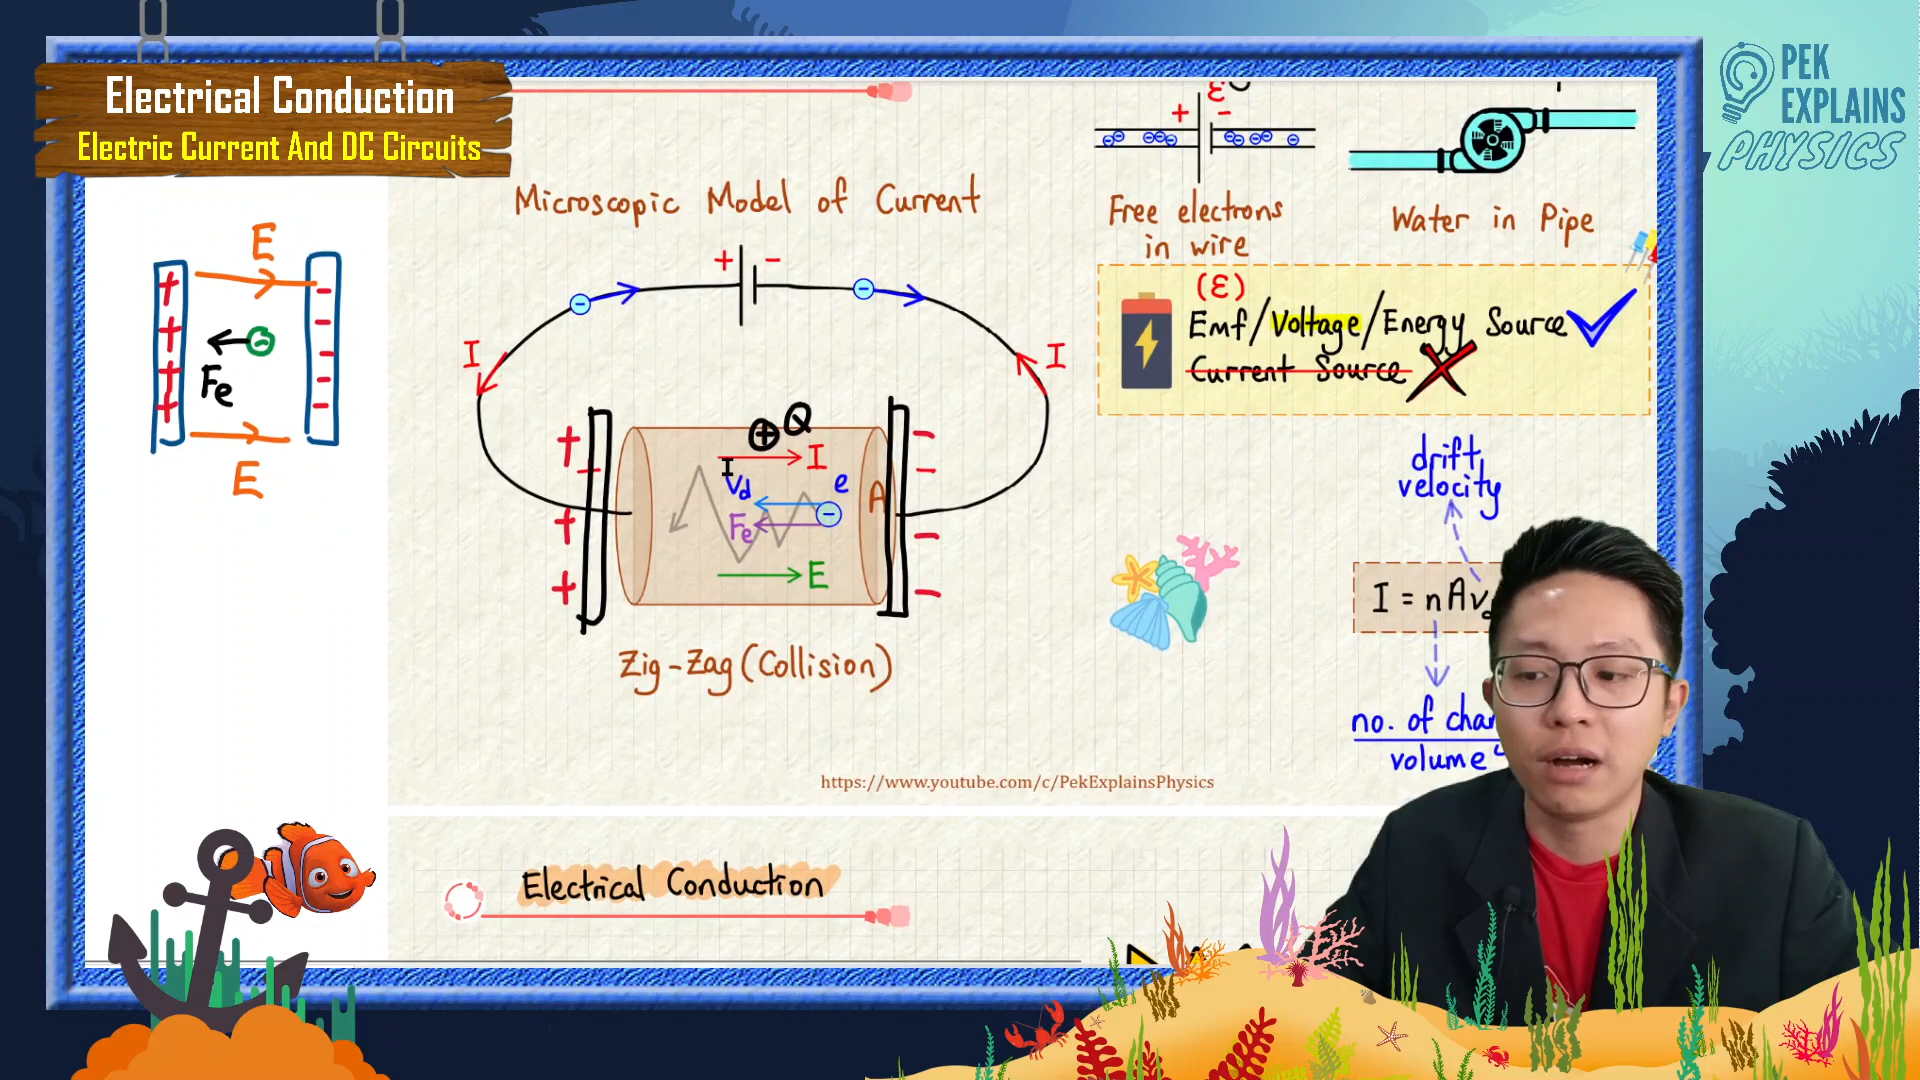 Electrical Conduction
Electric Current And DC Circuits
PEK
EXPLAINS
PHYSICS
E
+
+
+
+
-
-
-
-
-
Fe
E
Microscopic Model of Current
+ -
I
I
+
+
+
-
-
-
-
Q
I
Vd
e
A
Fe
E
Zig-Zag (Collision)
ε
+ -
Free electrons
in wire
Water in Pipe
(ε)
Emf/Voltage/Energy Source
Current Source
drift
velocity
I = nAv
no. of
volume
https://www.youtube.com/c/PekExplainsPhysics
Electrical Conduction